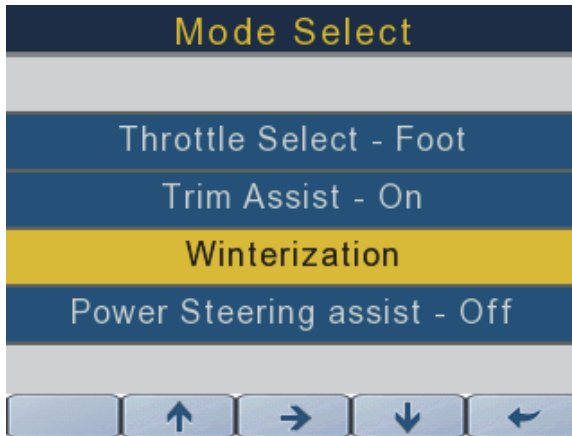 Mode Select
Throttle Select - Foot
Trim Assist - On
Winterization
Power Steering assist - Off